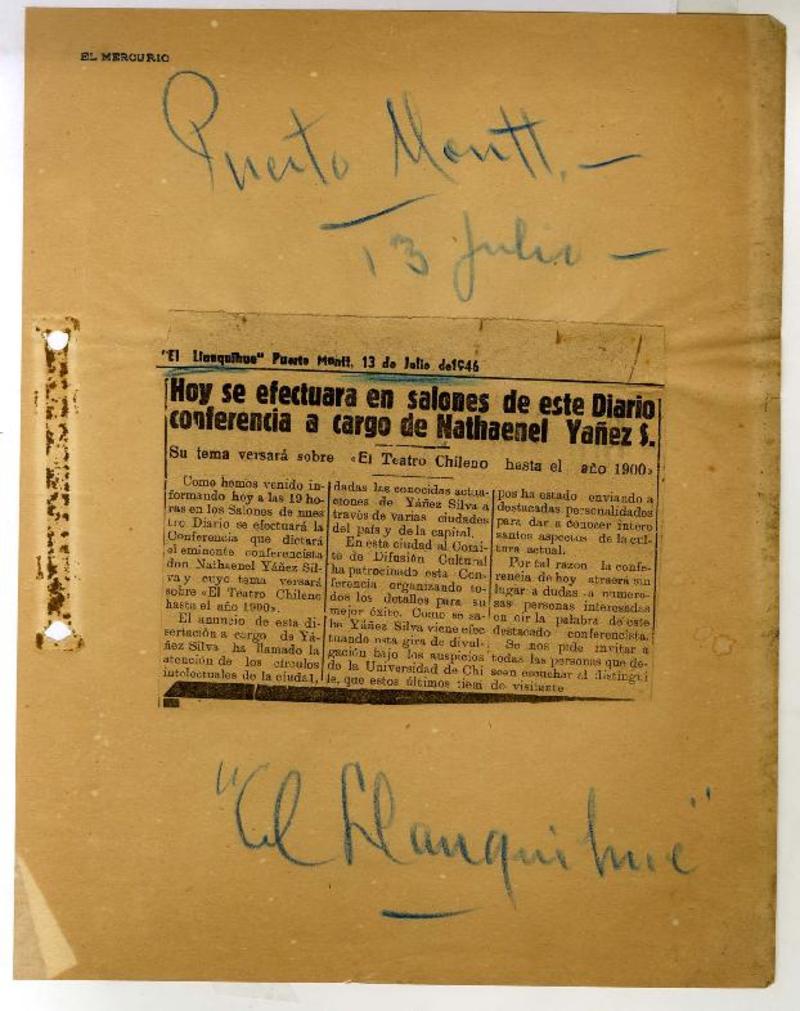 EL MERCURIO
Puerto Montt. —
13 Julio —
"El Llanquihue" Puerto Montt, 13 de Julio de 1946
Hoy se efectuara en salones de este Diario
conferencia a cargo de Nathaenel Yañez S.
Su tema versará sobre «El Teatro Chileno hasta el año 1900»
Como hemos venido in-
formando hoy a las 19 ho-
ras en los Salones de nues
tro Diario se efectuará la
Conferencia que dictará
el eminente conferencista
don Nathaenel Yáñez Sil-
va y cuyo tema versará
sobre «El Teatro Chileno
hasta el año 1900».
El anuncio de esta di-
sertación a cargo de Yá-
ñez Silva ha llamado la
atención de los círculos
intelectuales de la ciudad,
dadas las conocidas actua-
ciones de Yáñez Silva a
través de varias ciudades
del país y de la capital.
En esta ciudad al Comi-
té de Difusión Cultural
ha patrocinado esta Con-
ferencia organizando to-
dos los detalles para su
mejor éxito. Como se sa-
be Yáñez Silva viene efec
tuando esta gira de divul-
gación bajo los auspicios
de la Universidad de Chi
le, que estos últimos tiem
pos ha estado enviando a
destacadas personalidades
para dar a conocer intere
santes aspectos de la cul-
tura actual.
Por tal razon la confe-
rencia de hoy atraerá sin
lugar a dudas a numero-
sas personas interesadas
en oir la palabra de este
destacado conferencista.
Se nos pide invitar a
todas las personas que de-
seen escuchar al distingui
do visitante
"El Llanquihue"